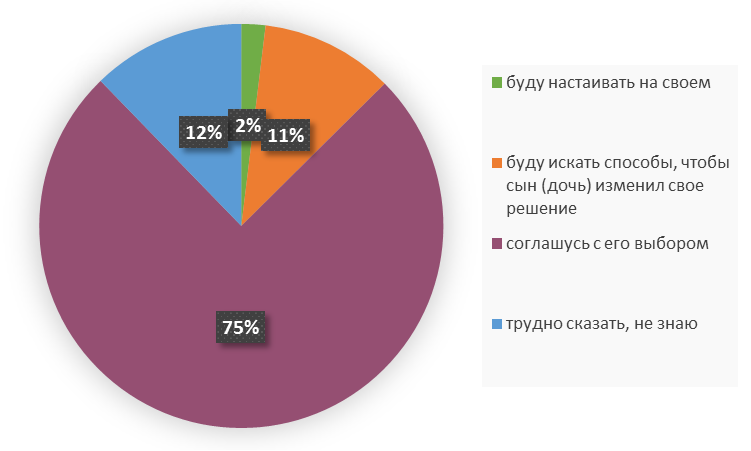 12%
2%
11%
75%
буду настаивать на своем
буду искать способы, чтобы
сын (дочь) изменил свое
решение
соглашусь с его выбором
трудно сказать, не знаю